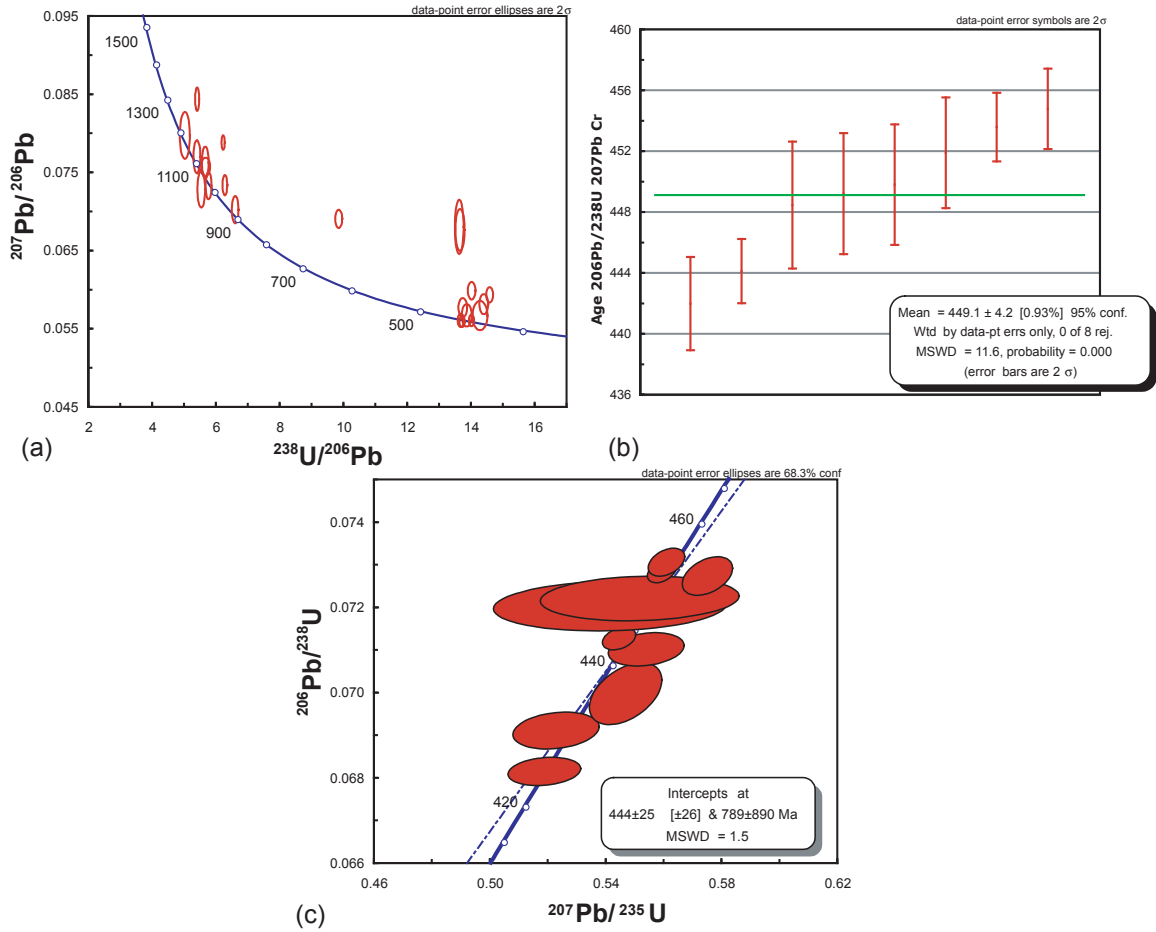 data-point error ellipses are 2σ
0.095
0.085
0.075
0.065
0.055
0.045
²⁰⁷Pb/²⁰⁶Pb
1500
1300
1100
900
700
500
2 4 6 8 10 12 14 16
²³⁸U/²⁰⁶Pb
(a)
data-point error symbols are 2σ
460
456
452
448
444
440
436
Age 206Pb/238U 207Pb Cr
Mean = 449.1 ± 4.2 [0.93%] 95% conf.
Wtd by data-pt errs only, 0 of 8 rej.
MSWD = 11.6, probability = 0.000
(error bars are 2 σ)
(b)
data-point error ellipses are 68.3% conf
0.074
0.072
0.070
0.068
0.066
²⁰⁶Pb/²³⁸U
460
440
420
Intercepts at
444±25 [±26] & 789±890 Ma
MSWD = 1.5
0.46 0.50 0.54 0.58 0.62
²⁰⁷Pb/²³⁵U
(c)